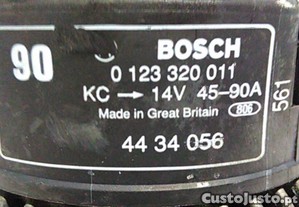 90
BOSCH
0 123 320 011
KC → 14V 45-90A
Made in Great Britain 806
561
44 34 056
CustoJusto.pt